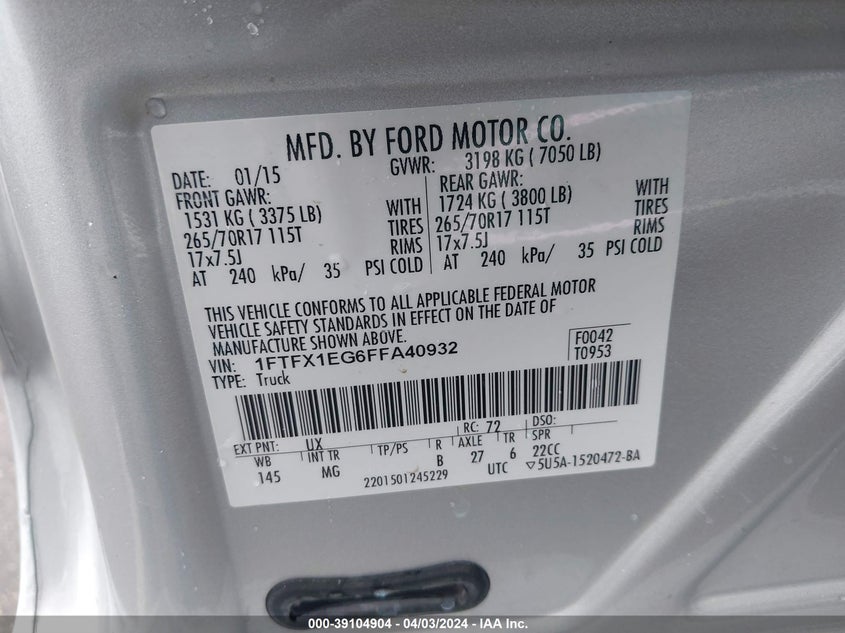 MFD. BY FORD MOTOR CO.
DATE: 01/15 GVWR: 3198 KG ( 7050 LB)
FRONT GAWR: REAR GAWR:
1531 KG ( 3375 LB) WITH 1724 KG ( 3800 LB) WITH
265/70R17 115T TIRES 265/70R17 115T TIRES
17x7.5J RIMS 17x7.5J RIMS
AT 240 kPa/ 35 PSI COLD AT 240 kPa/ 35 PSI COLD
THIS VEHICLE CONFORMS TO ALL APPLICABLE FEDERAL MOTOR
VEHICLE SAFETY STANDARDS IN EFFECT ON THE DATE OF
MANUFACTURE SHOWN ABOVE.
VIN: 1FTFX1EG6FFA40932 F0042
TYPE: Truck T0953
EXT PNT: UX RC: 72 DSO:
WB INT TR TP/PS R AXLE TR SPR
145 MG B 27 6 22CC
2201501245229 UTC ▽5U5A-1520472-BA
000-39104904 - 04/03/2024 - IAA Inc.